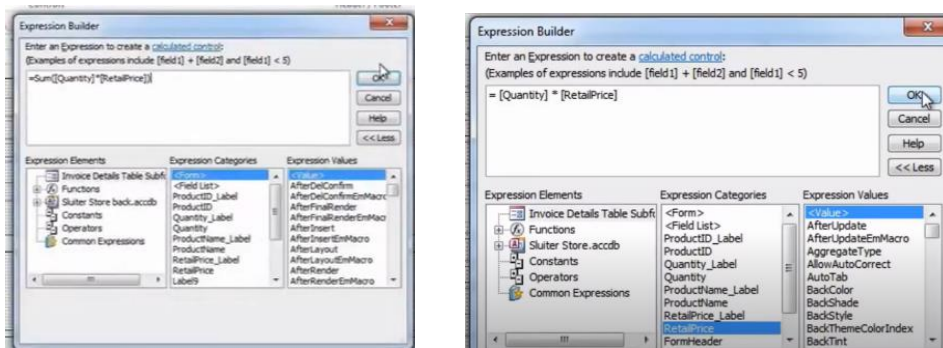 Expression Builder
Enter an Expression to create a calculated control:
(Examples of expressions include [field1] + [field2] and [field1] < 5)
=Sum([Quantity]*[RetailPrice])
OK
Cancel
Help
<< Less
Expression Elements
Expression Categories
Expression Values
Invoice Details Table Subfo
Functions
Sluiter Store back.accdb
Constants
Operators
Common Expressions
<Form>
<Field List>
ProductID_Label
ProductID
Quantity_Label
Quantity
ProductName_Label
ProductName
RetailPrice_Label
RetailPrice
Label9
<Value>
AfterDelConfirm
AfterDelConfirmEmMacro
AfterFinalRender
AfterFinalRenderEmMacr
AfterInsert
AfterInsertEmMacro
AfterLayout
AfterLayoutEmMacro
AfterRender
AfterRenderEmMacro
Expression Builder
Enter an Expression to create a calculated control:
(Examples of expressions include [field1] + [field2] and [field1] < 5)
= [Quantity] * [RetailPrice]
OK
Cancel
Help
<< Less
Expression Elements
Expression Categories
Expression Values
Invoice Details Table Subfo
Functions
Sluiter Store.accdb
Constants
Operators
Common Expressions
<Form>
<Field List>
ProductID_Label
ProductID
Quantity_Label
Quantity
ProductName_Label
ProductName
RetailPrice_Label
RetailPrice
FormHeader
<Value>
AfterUpdate
AfterUpdateEmMacro
AggregateType
AllowAutoCorrect
AutoTab
BackColor
BackShade
BackStyle
BackThemeColorIndex
BackTint